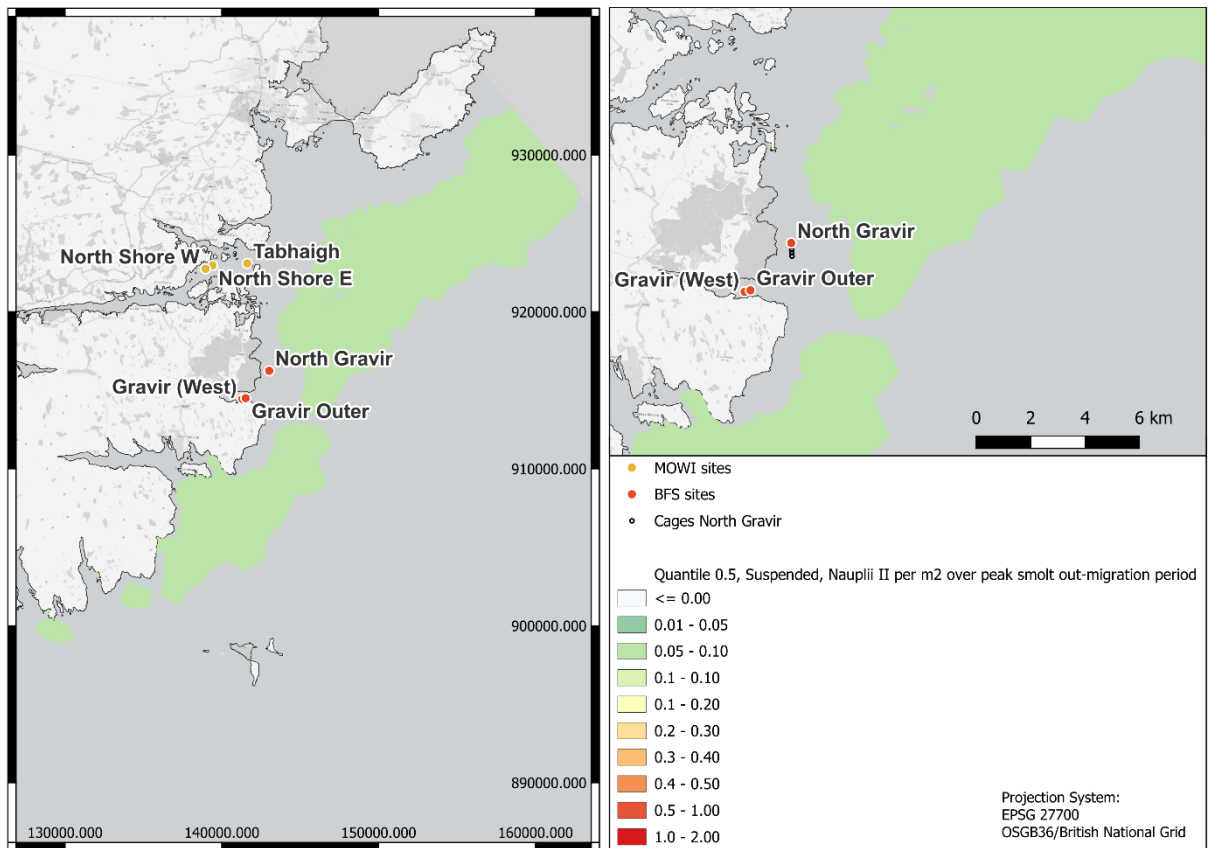 930000.000
North Shore W
Tabhaigh
North Shore E
920000.000
North Gravir
Gravir (West)
Gravir Outer
910000.000
900000.000
890000.000
130000.000
140000.000
150000.000
160000.000
North Gravir
Gravir (West)
Gravir Outer
0 2 4 6 km
MOWI sites
BFS sites
Cages North Gravir
Quantile 0.5, Suspended, Nauplii II per m2 over peak smolt out-migration period
<= 0.00
0.01 - 0.05
0.05 - 0.10
0.1 - 0.10
0.1 - 0.20
0.2 - 0.30
0.3 - 0.40
0.4 - 0.50
0.5 - 1.00
1.0 - 2.00
Projection System:
EPSG 27700
OSGB36/British National Grid